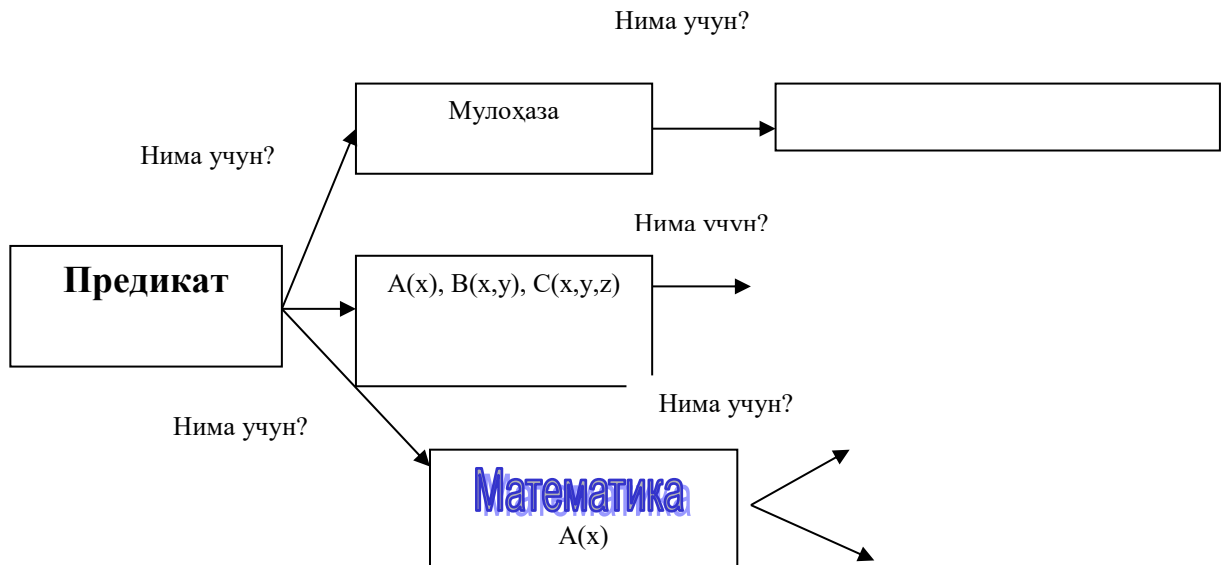 Нима учун?
Мулоҳаза
Нима учун?
Нима учун?
Предикат
A(x), B(x,y), C(x,y,z)
Нима учун?
Нима учун?
Математика
A(x)